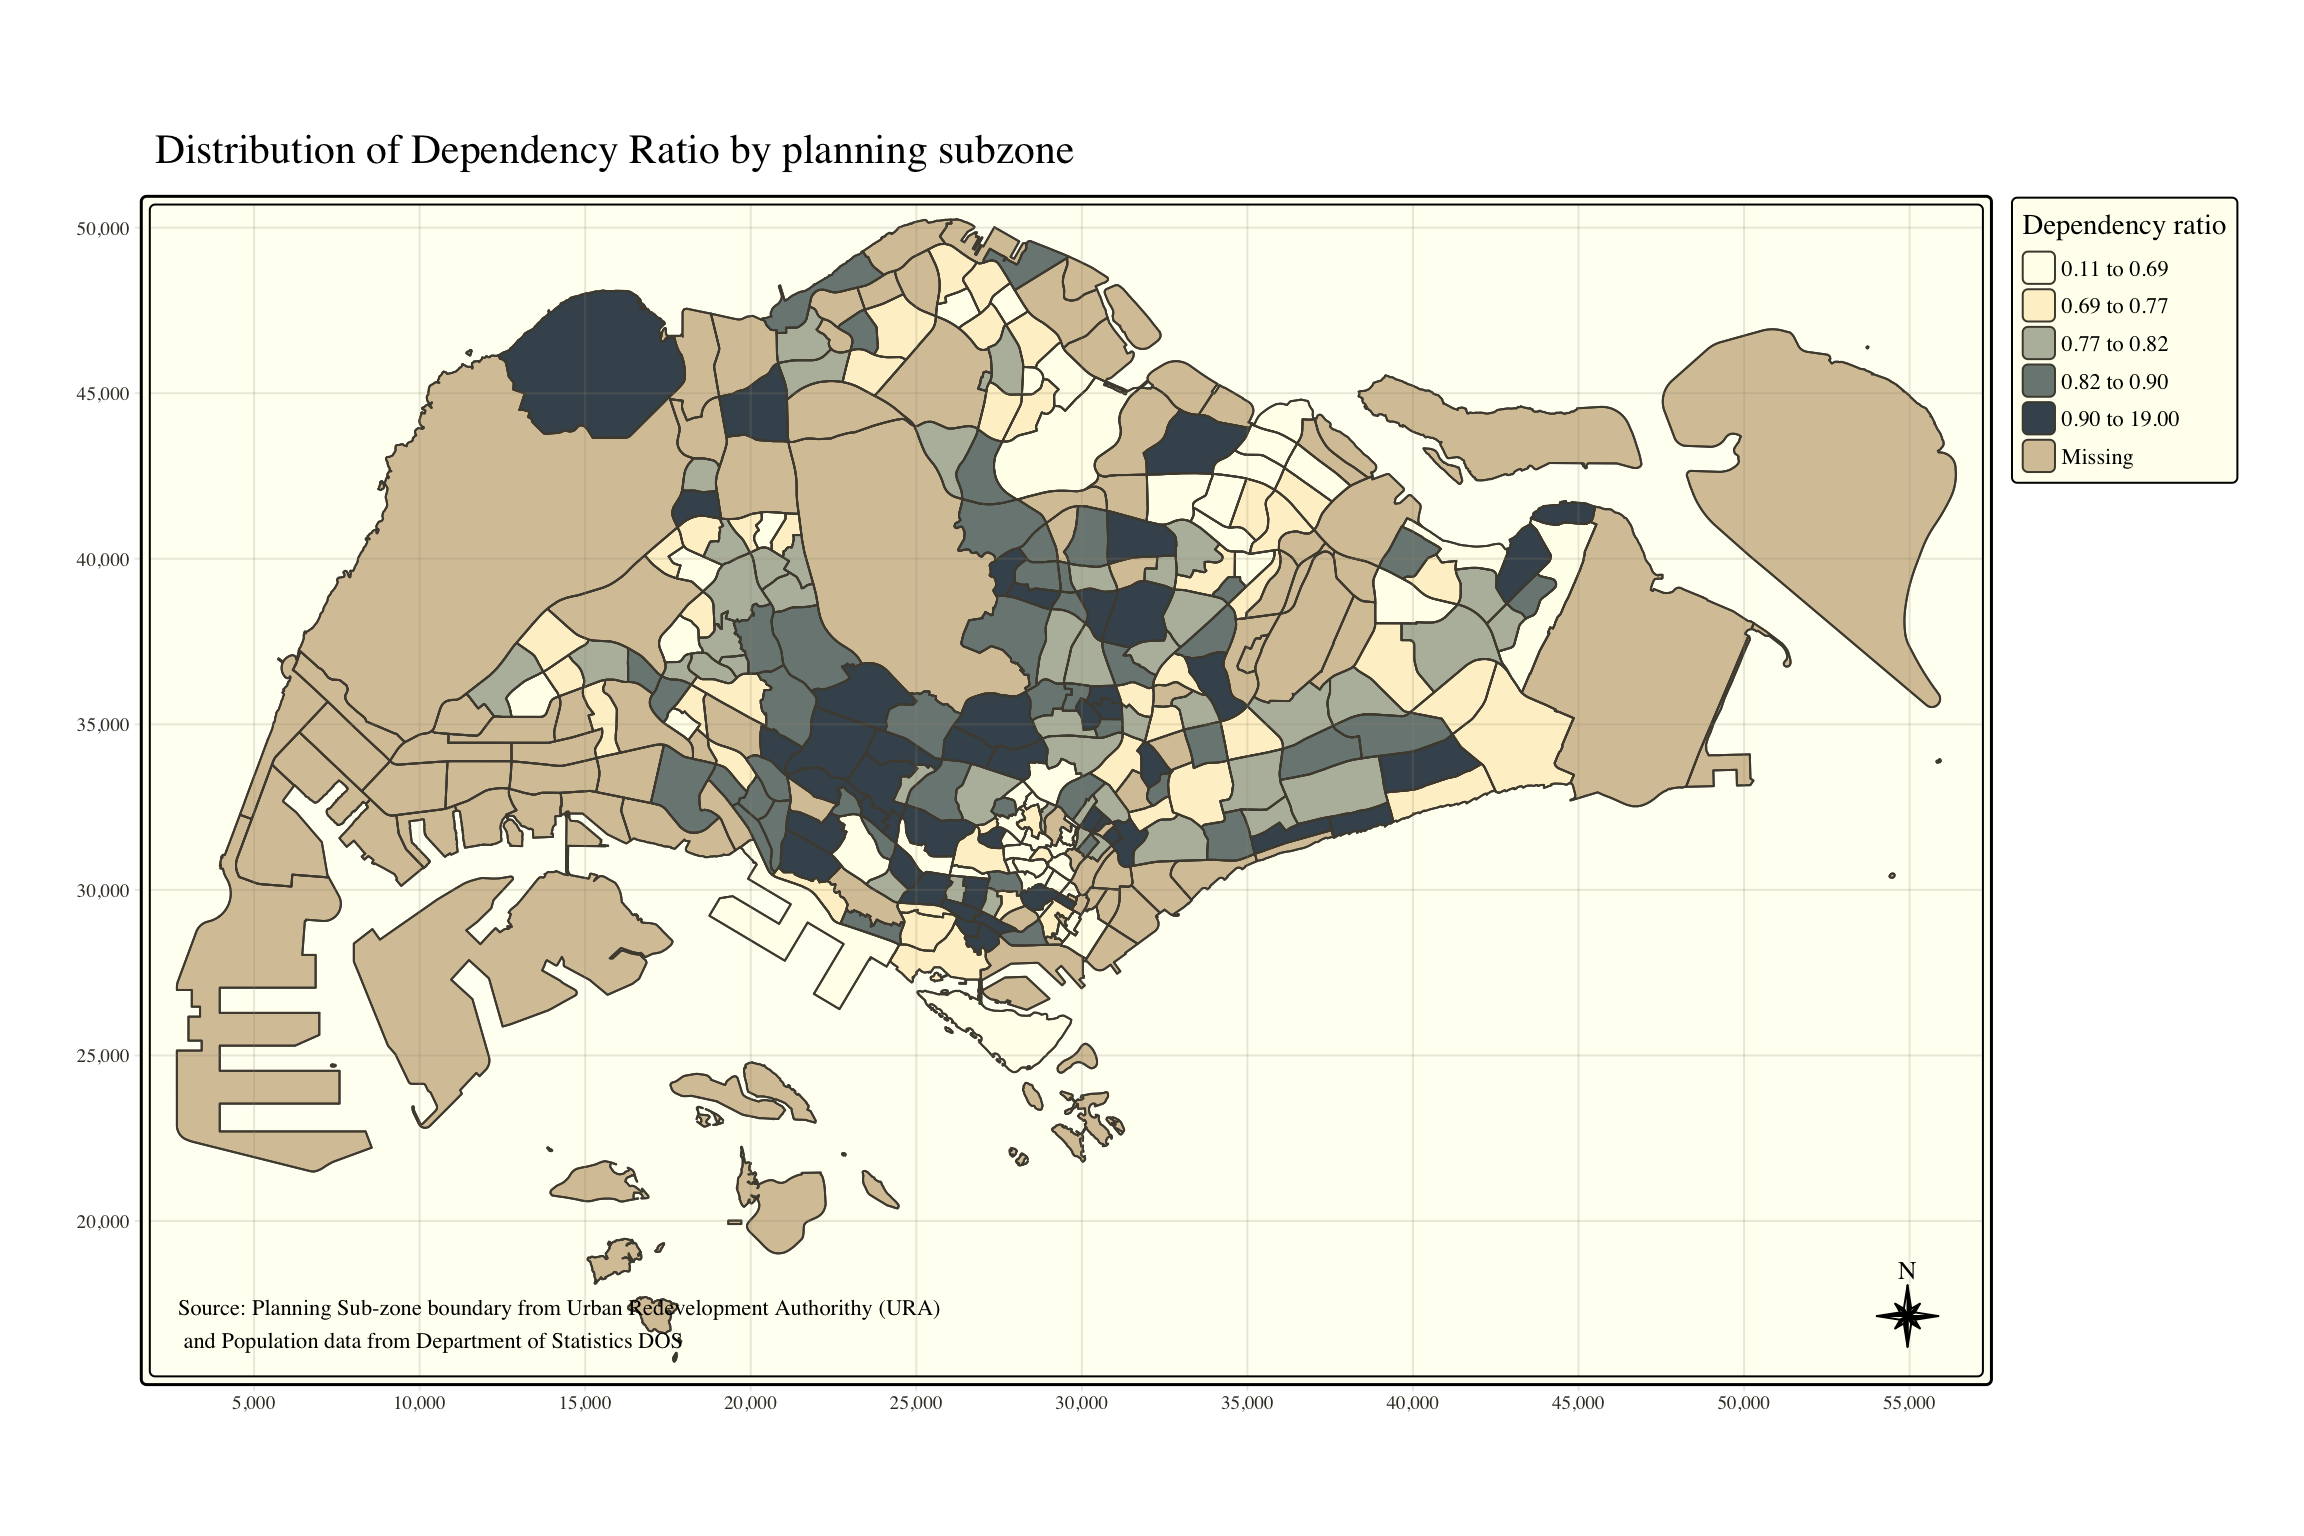 Distribution of Dependency Ratio by planning subzone
Dependency ratio
0.11 to 0.69
0.69 to 0.77
0.77 to 0.82
0.82 to 0.90
0.90 to 19.00
Missing
50,000
45,000
40,000
35,000
30,000
25,000
20,000
N
Source: Planning Sub-zone boundary from Urban Redevelopment Authorithy (URA)
and Population data from Department of Statistics DOS
5,000 10,000 15,000 20,000 25,000 30,000 35,000 40,000 45,000 50,000 55,000